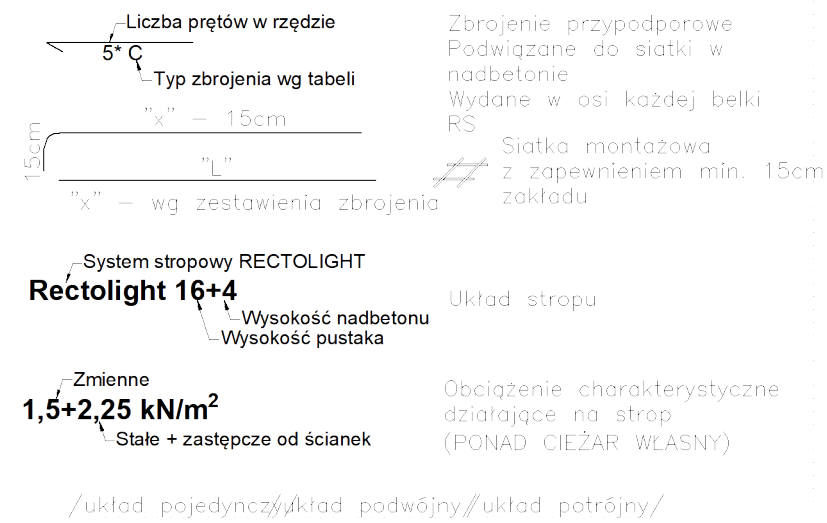 Liczba prętów w rzędzie
5* C
Typ zbrojenia wg tabeli
Zbrojenie przypodporowe
Podwiązane do siatki w
nadbetonie
Wydane w osi każdej belki
RS
"x" - 15cm
15cm
"L"
"x" - wg zestawienia zbrojenia
Siatka montażowa
z zapewnieniem min. 15cm
zakładu
System stropowy RECTOLIGHT
Rectolight 16+4
Wysokość nadbetonu
Wysokość pustaka
Układ stropu
Zmienne
1,5+2,25 kN/m²
Stałe + zastępcze od ścianek
Obciążenie charakterystyczne
działające na strop
(PONAD CIEŻAR WŁASNY)
/układ pojedynczy//układ podwójny//układ potrójny/